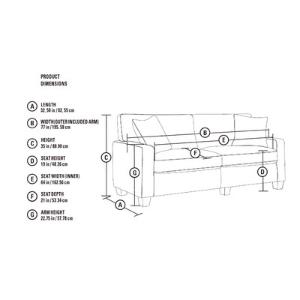 PRODUCT
DIMENSIONS
A LENGTH
32.50 in / 82.55 cm
B WIDTH (OUTER INCLUDED ARM)
77 in / 195.58 cm
C HEIGHT
35 in / 88.90 cm
D SEAT HEIGHT
19 in / 48.26 cm
E SEAT WIDTH (INNER)
64 in / 162.56 cm
F SEAT DEPTH
21 in / 53.34 cm
G ARM HEIGHT
22.75 in / 57.78 cm
B
E
F
C
G
D
A